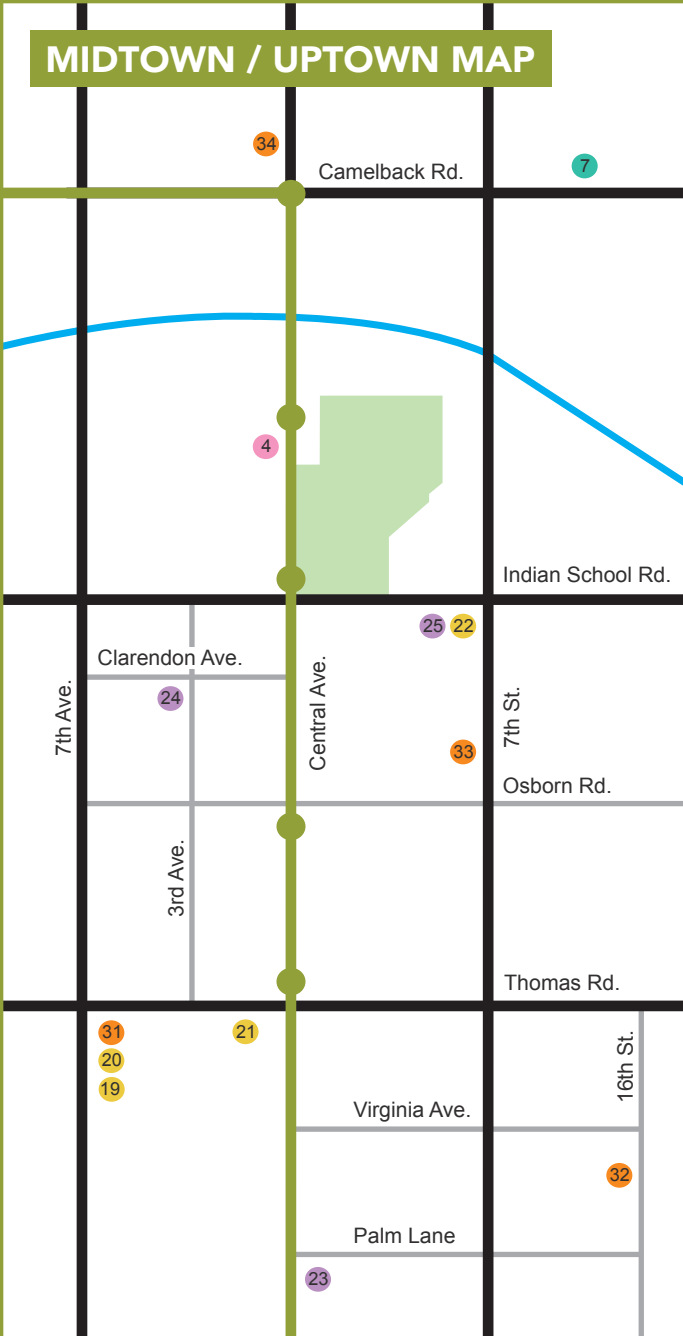 MIDTOWN / UPTOWN MAP
34
7
Camelback Rd.
4
Indian School Rd.
25
22
Clarendon Ave.
24
7th Ave.
Central Ave.
7th St.
33
Osborn Rd.
3rd Ave.
Thomas Rd.
31
21
20
19
16th St.
Virginia Ave.
32
Palm Lane
23